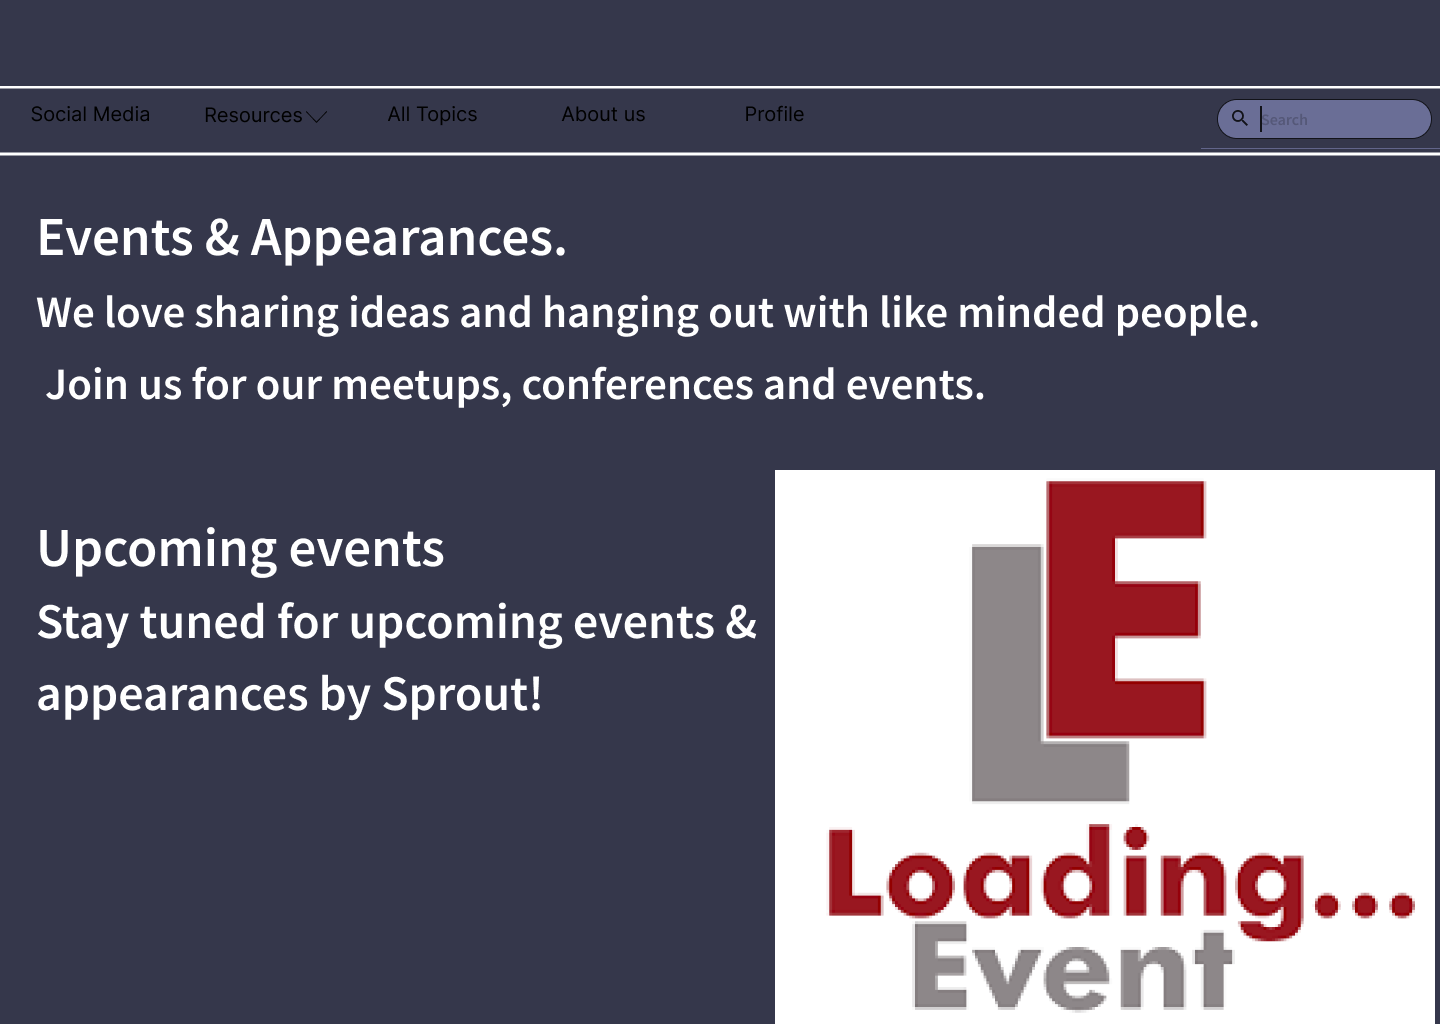 Social Media Resources All Topics About us Profile Search
Events & Appearances.
We love sharing ideas and hanging out with like minded people.
Join us for our meetups, conferences and events.
Upcoming events
Stay tuned for upcoming events &
appearances by Sprout!
LE
Loading...
Event